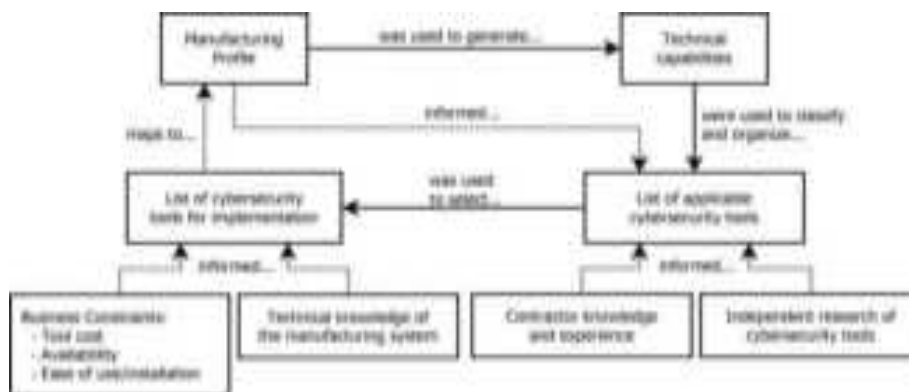 Manufacturing
Profile
was used to generate...
Technical
capabilities
informed...
were used to classify
and organize...
maps to...
List of cybersecurity
tools for implementation
was used
to select...
List of applicable
cybersecurity tools
informed...
informed...
Business Constraints:
- Tool cost
- Availability
- Ease of use/installation
Technical knowledge of
the manufacturing system
Contractor knowledge
and experience
Independent research of
cybersecurity tools